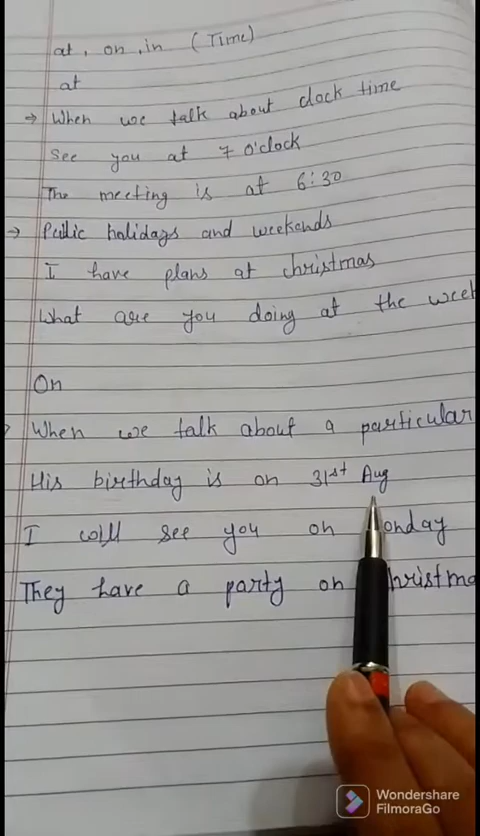 at, on, in (Time)
at
→ When we talk about clock time
See you at 7 o'clock
The meeting is at 6:30
→ Public holidays and weekends
I have plans at christmas
What are you doing at the week
On
When we talk about a particular
His birthday is on 31st Aug
I will see you on onday
They have a party on hristma
Wondershare
FilmoraGo